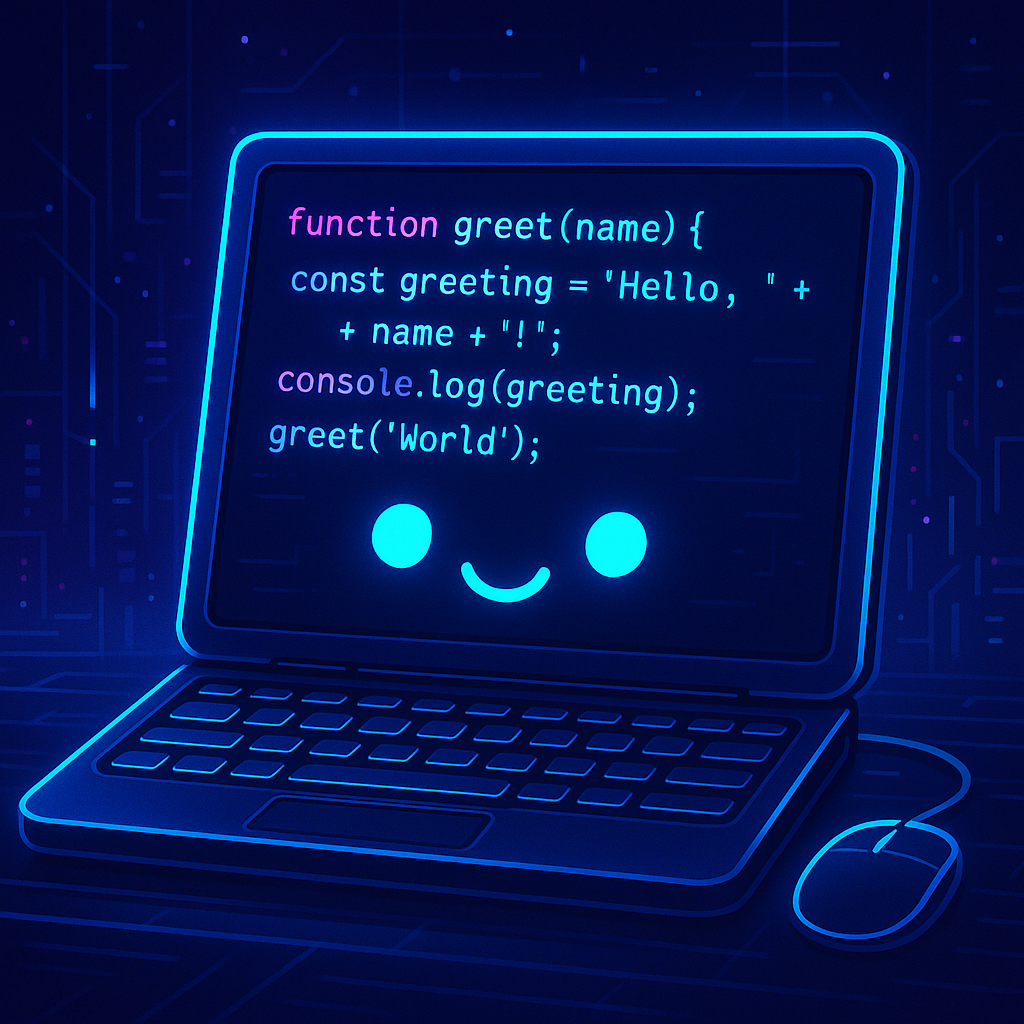 function greet(name) {
const greeting = "Hello, " +
+ name + "!";
console.log(greeting);
greet('World');